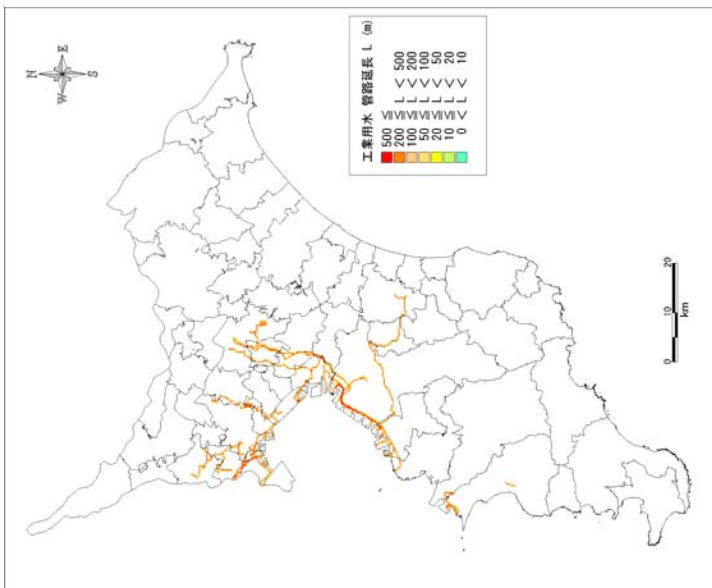 N
E
W
S
工業用水 管路延長 L (m)
500 ≦ L
200 ≦ L < 500
100 ≦ L < 200
50 ≦ L < 100
20 ≦ L < 50
10 ≦ L < 20
0 < L < 10
0 10 20
km